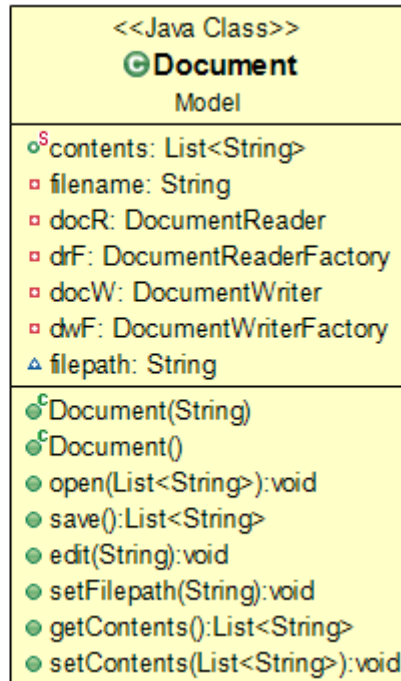 <<Java Class>>
C Document
Model
S contents: List<String>
filename: String
docR: DocumentReader
drF: DocumentReaderFactory
docW: DocumentWriter
dwF: DocumentWriterFactory
filepath: String
C Document(String)
C Document()
open(List<String>):void
save():List<String>
edit(String):void
setFilepath(String):void
getContents():List<String>
setContents(List<String>):void